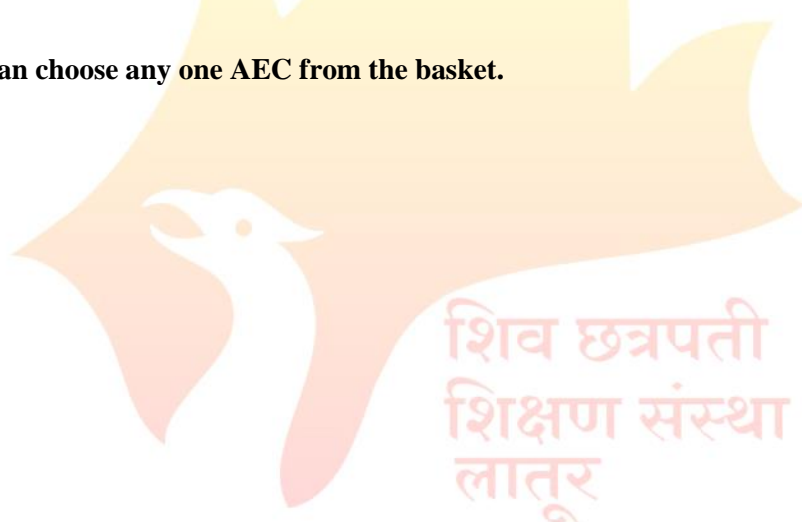 an choose any one AEC from the basket.
शिव छत्रपती
शिक्षण संस्था
लातूर